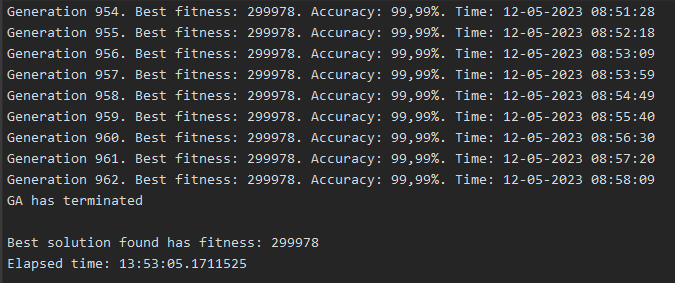 Generation 954. Best fitness: 299978. Accuracy: 99,99%. Time: 12-05-2023 08:51:28
Generation 955. Best fitness: 299978. Accuracy: 99,99%. Time: 12-05-2023 08:52:18
Generation 956. Best fitness: 299978. Accuracy: 99,99%. Time: 12-05-2023 08:53:09
Generation 957. Best fitness: 299978. Accuracy: 99,99%. Time: 12-05-2023 08:53:59
Generation 958. Best fitness: 299978. Accuracy: 99,99%. Time: 12-05-2023 08:54:49
Generation 959. Best fitness: 299978. Accuracy: 99,99%. Time: 12-05-2023 08:55:40
Generation 960. Best fitness: 299978. Accuracy: 99,99%. Time: 12-05-2023 08:56:30
Generation 961. Best fitness: 299978. Accuracy: 99,99%. Time: 12-05-2023 08:57:20
Generation 962. Best fitness: 299978. Accuracy: 99,99%. Time: 12-05-2023 08:58:09
GA has terminated
Best solution found has fitness: 299978
Elapsed time: 13:53:05.1711525